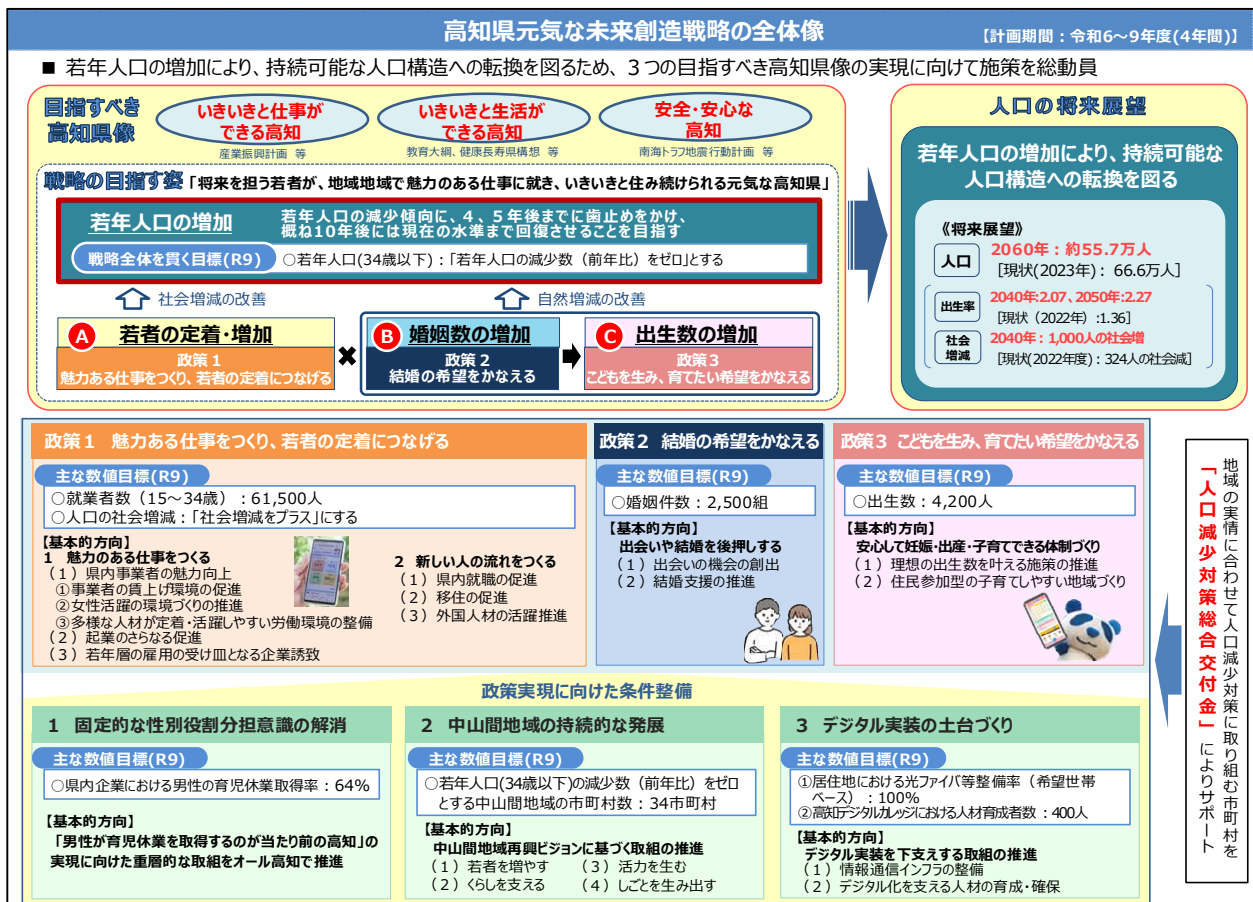 高知県元気な未来創造戦略の全体像
【計画期間：令和6～9年度(4年間)】
■ 若年人口の増加により、持続可能な人口構造への転換を図るため、３つの目指すべき高知県像の実現に向けて施策を総動員
目指すべき
高知県像
いきいきと仕事が
できる高知
産業振興計画 等
いきいきと生活が
できる高知
教育大綱、健康長寿県構想 等
安全・安心な
高知
南海トラフ地震行動計画 等
戦略の目指す姿 「将来を担う若者が、地域地域で魅力のある仕事に就き、いきいきと住み続けられる元気な高知県」
若年人口の増加
若年人口の減少傾向に、４、５年後までに歯止めをかけ、
概ね10年後には現在の水準まで回復させることを目指す
戦略全体を貫く目標(R9)
○若年人口(34歳以下)：「若年人口の減少数（前年比）をゼロ」とする
社会増減の改善
自然増減の改善
A 若者の定着・増加
政策１
魅力ある仕事をつくり、若者の定着につなげる
✖
B 婚姻数の増加
政策２
結婚の希望をかなえる
C 出生数の増加
政策３
こどもを生み、育てたい希望をかなえる
人口の将来展望
若年人口の増加により、持続可能な
人口構造への転換を図る
《将来展望》
人口
2060年：約55.7万人
[現状(2023年)： 66.6万人]
出生率
2040年:2.07、2050年:2.27
[現状（2022年）:1.36]
社会
増減
2040年：1,000人の社会増
[現状(2022年度)：324人の社会減]
政策１ 魅力ある仕事をつくり、若者の定着につなげる
主な数値目標(R9)
○就業者数（15～34歳）：61,500人
○人口の社会増減：「社会増減をプラス」にする
【基本的方向】
1 魅力のある仕事をつくる
（１）県内事業者の魅力向上
①事業者の賃上げ環境の促進
②女性活躍の環境づくりの推進
③多様な人材が定着・活躍しやすい労働環境の整備
（２）起業のさらなる促進
（３）若年層の雇用の受け皿となる企業誘致
2 新しい人の流れをつくる
（１）県内就職の促進
（２）移住の促進
（３）外国人材の活躍推進
政策２ 結婚の希望をかなえる
主な数値目標(R9)
○婚姻件数：2,500組
【基本的方向】
出会いや結婚を後押しする
（１）出会いの機会の創出
（２）結婚支援の推進
政策３ こどもを生み、育てたい希望をかなえる
主な数値目標(R9)
○出生数：4,200人
【基本的方向】
安心して妊娠・出産・子育てできる体制づくり
（１）理想の出生数を叶える施策の推進
（２）住民参加型の子育てしやすい地域づくり
地域の実情に合わせて人口減少対策に取り組む市町村を
「人口減少対策総合交付金」によりサポート
政策実現に向けた条件整備
1 固定的な性別役割分担意識の解消
主な数値目標(R9)
○県内企業における男性の育児休業取得率：64％
【基本的方向】
「男性が育児休業を取得するのが当たり前の高知」の
実現に向けた重層的な取組をオール高知で推進
2 中山間地域の持続的な発展
主な数値目標(R9)
○若年人口(34歳以下)の減少数（前年比）をゼロ
とする中山間地域の市町村数：34市町村
【基本的方向】
中山間地域再興ビジョンに基づく取組の推進
（１）若者を増やす （３）活力を生む
（２）くらしを支える （４）しごとを生み出す
3 デジタル実装の土台づくり
主な数値目標(R9)
①居住地における光ファイバ等整備率（希望世帯
ベース）：100%
②高知デジタルカレッジにおける人材育成者数：400人
【基本的方向】
デジタル実装を下支えする取組の推進
（１）情報通信インフラの整備
（２）デジタル化を支える人材の育成・確保